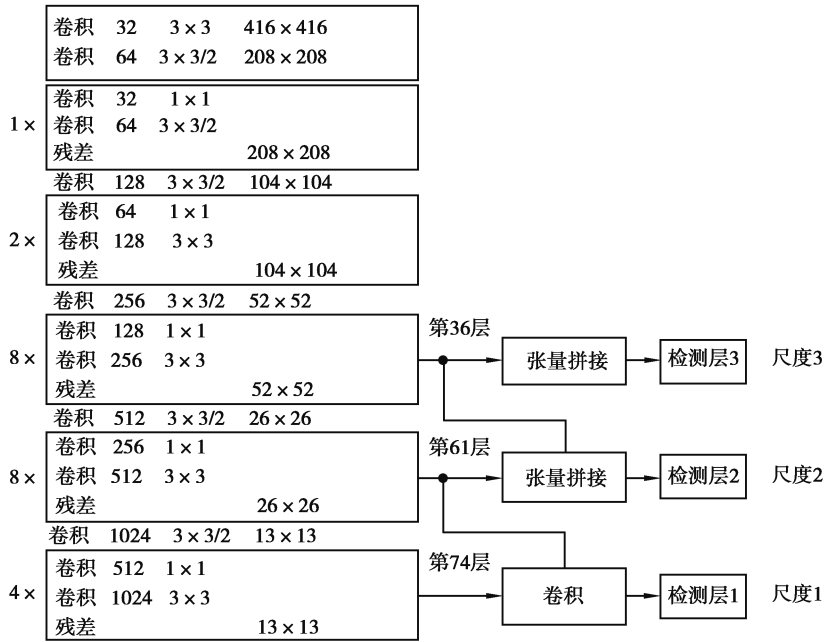 卷积 32 3×3 416×416
卷积 64 3×3/2 208×208
1×
卷积 32 1×1
卷积 64 3×3/2
残差 208×208
卷积 128 3×3/2 104×104
2×
卷积 64 1×1
卷积 128 3×3
残差 104×104
卷积 256 3×3/2 52×52
8×
卷积 128 1×1
卷积 256 3×3
残差 52×52
第36层
张量拼接
检测层3
尺度3
卷积 512 3×3/2 26×26
8×
卷积 256 1×1
卷积 512 3×3
残差 26×26
第61层
张量拼接
检测层2
尺度2
卷积 1024 3×3/2 13×13
4×
卷积 512 1×1
卷积 1024 3×3
残差 13×13
第74层
卷积
检测层1
尺度1